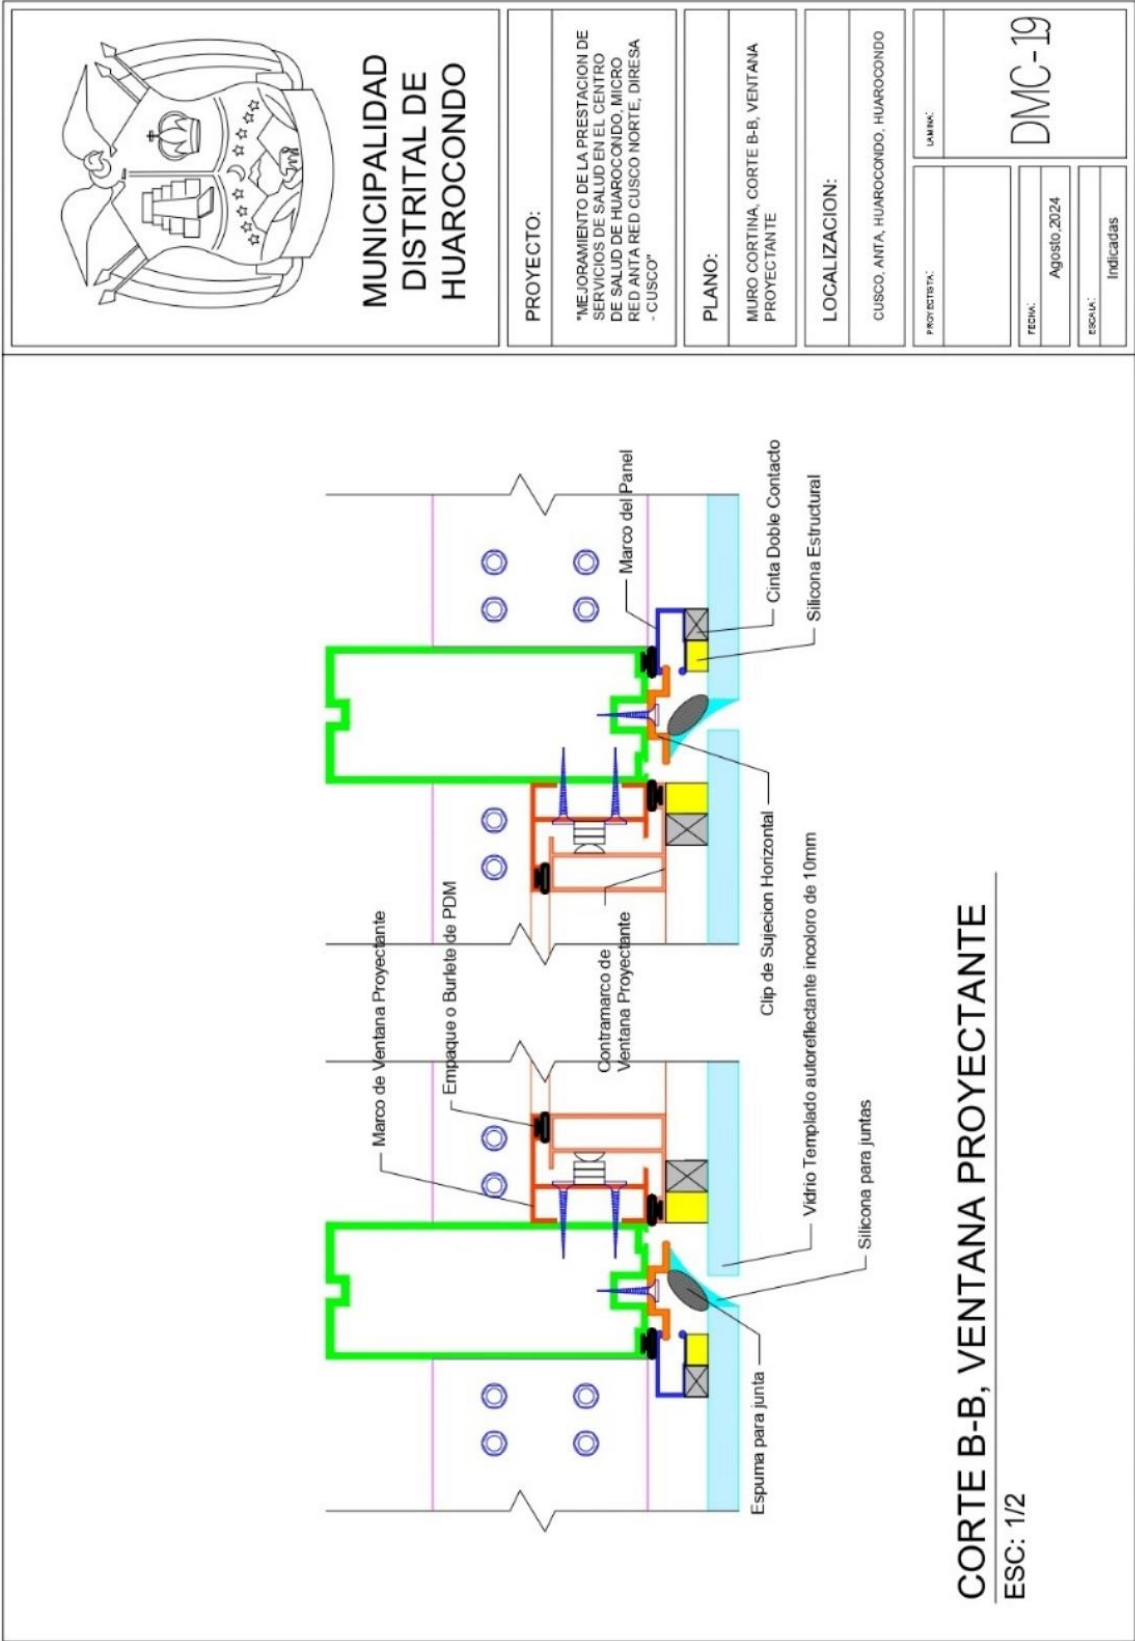 MUNICIPALIDAD
DISTRITAL DE
HUAROCONDO
PROYECTO:
"MEJORAMIENTO DE LA PRESTACION DE
SERVICIOS DE SALUD EN EL CENTRO
DE SALUD DE HUAROCONDO, MICRO
RED ANTA RED CUSCO NORTE, DIRESA
- CUSCO"
PLANO:
MURO CORTINA, CORTE B-B, VENTANA
PROYECTANTE
LOCALIZACION:
CUSCO, ANTA, HUAROCONDO, HUAROCONDO
PROYECTISTA:
LAMINA:
DMC-19
FECHA:
Agosto,2024
ESCALA:
Indicadas
Marco de Ventana Proyectante
Empaque o Burlete de PDM
Contramarco de
Ventana Proyectante
Marco del Panel
Cinta Doble Contacto
Silicona Estructural
Clip de Sujecion Horizontal
Vidrio Templado autoreflectante incoloro de 10mm
Silicona para juntas
Espuma para junta
CORTE B-B, VENTANA PROYECTANTE
ESC: 1/2